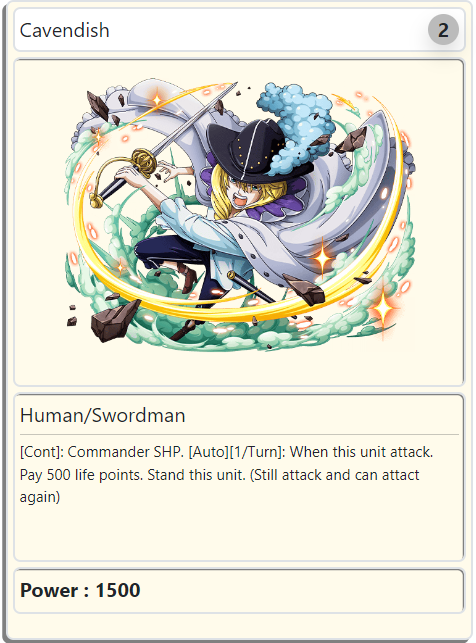 Cavendish
2
Human/Swordman
[Cont]: Commander SHP. [Auto][1/Turn]: When this unit attack.
Pay 500 life points. Stand this unit. (Still attack and can attact
again)
Power : 1500